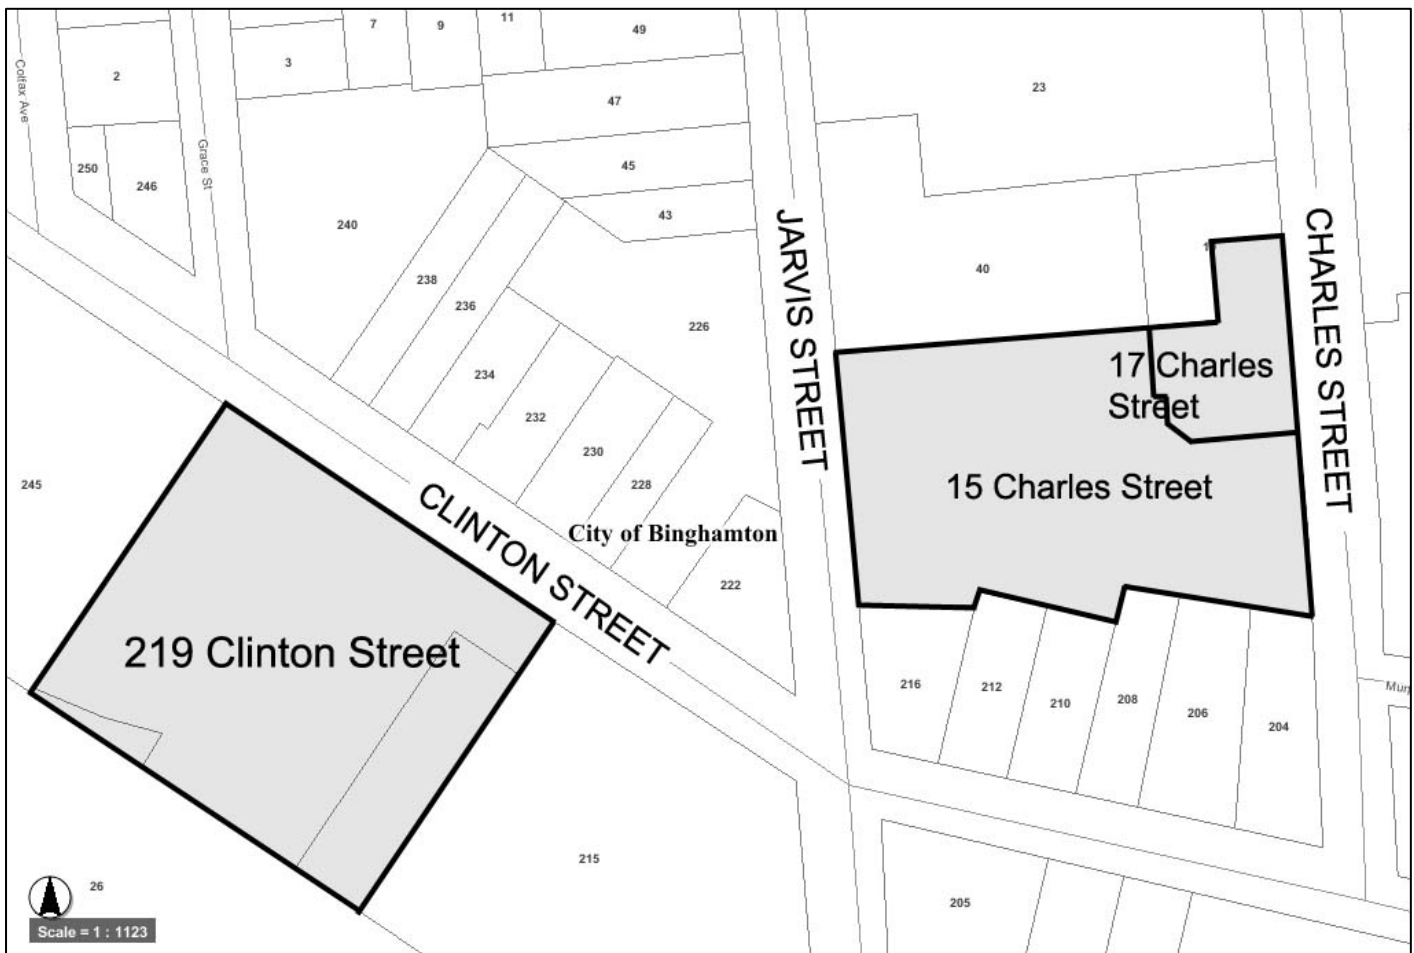 7
9
11
49
2
3
47
23
Colfax Ave
Grace St
250
246
45
43
240
238
236
226
40
JARVIS STREET
CHARLES STREET
17 Charles
Street
234
232
230
228
222
245
15 Charles Street
City of Binghamton
CLINTON STREET
219 Clinton Street
216
212
210
208
206
204
215
205
26
Scale = 1 : 1123